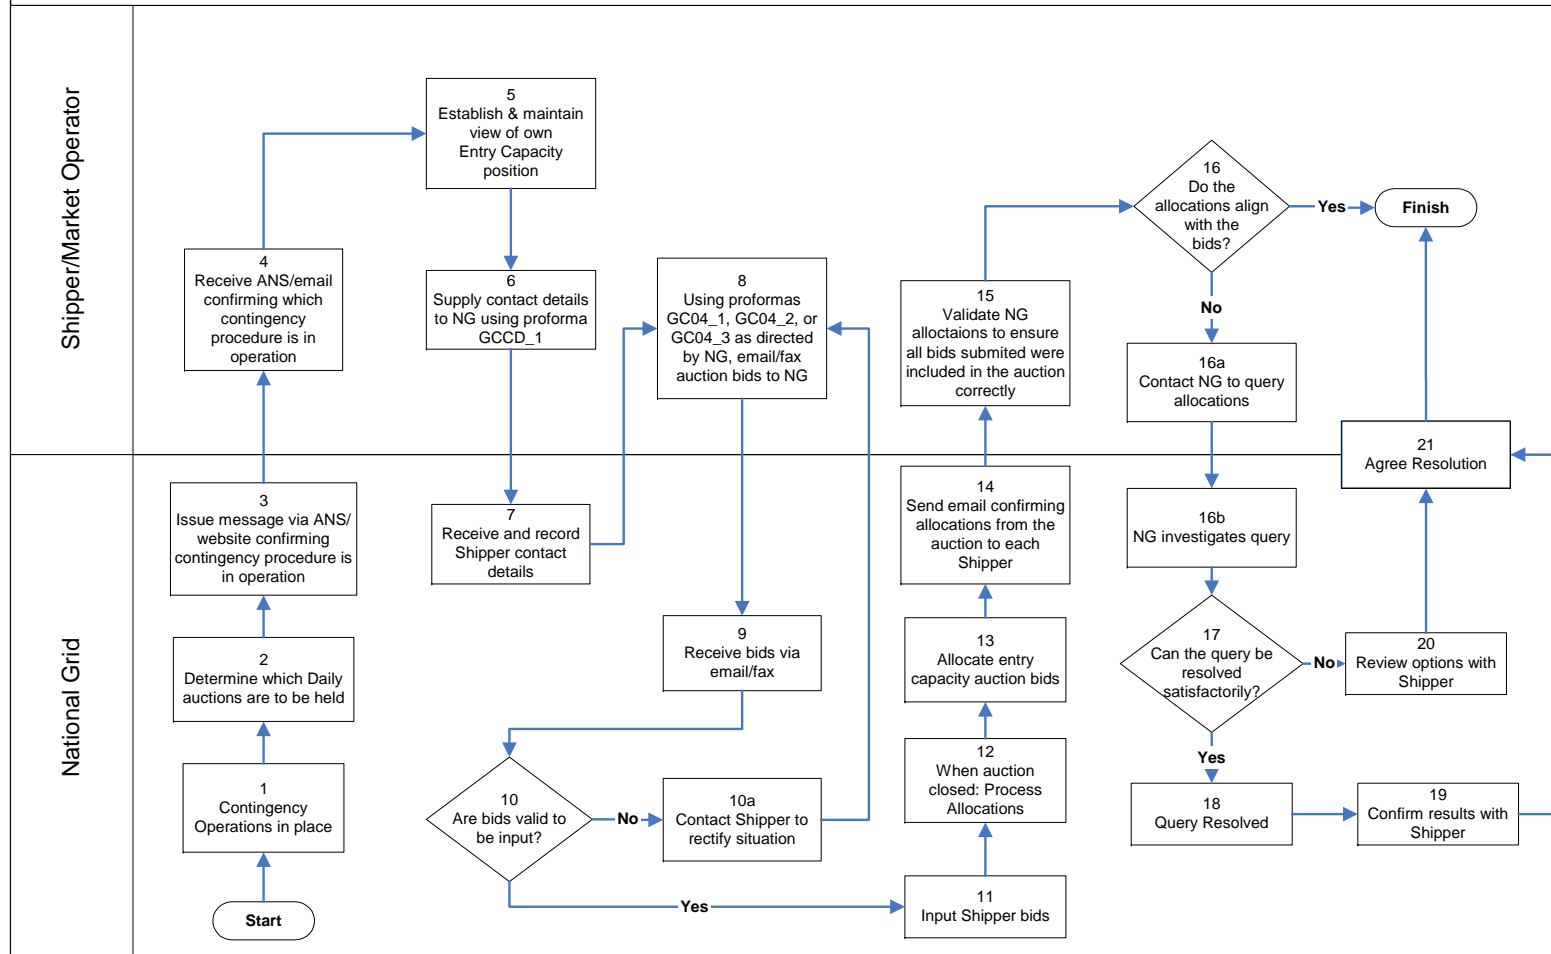 Shipper/Market Operator
National Grid
Start
1
Contingency
Operations in place
2
Determine which Daily
auctions are to be held
3
Issue message via ANS/
website confirming
contingency procedure is
in operation
4
Receive ANS/email
confirming which
contingency
procedure is in
operation
5
Establish & maintain
view of own
Entry Capacity
position
6
Supply contact details
to NG using proforma
GCCD_1
7
Receive and record
Shipper contact
details
8
Using proformas
GC04_1, GC04_2, or
GC04_3 as directed
by NG, email/fax
auction bids to NG
9
Receive bids via
email/fax
10
Are bids valid to
be input?
No
10a
Contact Shipper to
rectify situation
Yes
11
Input Shipper bids
12
When auction
closed: Process
Allocations
13
Allocate entry
capacity auction bids
14
Send email confirming
allocations from the
auction to each
Shipper
15
Validate NG
alloctaions to ensure
all bids submited were
included in the auction
correctly
16
Do the
allocations align
with the
bids?
Yes
Finish
No
16a
Contact NG to query
allocations
16b
NG investigates query
17
Can the query be
resolved
satisfactorily?
No
20
Review options with
Shipper
21
Agree Resolution
Yes
18
Query Resolved
19
Confirm results with
Shipper